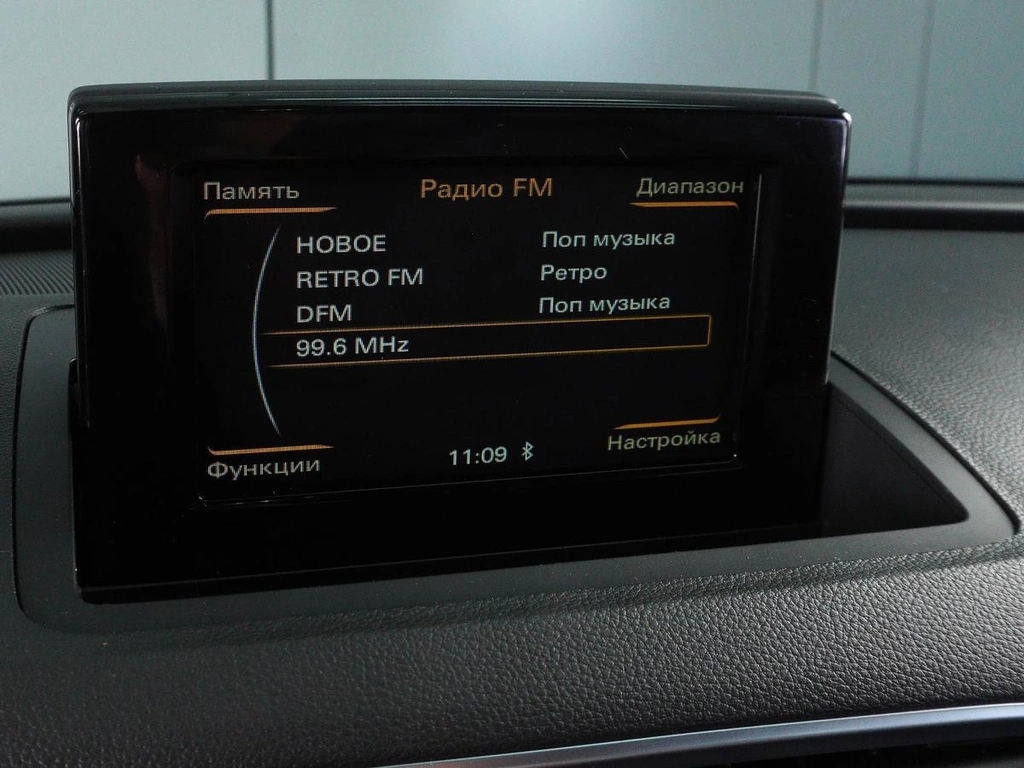 Память Радио FM Диапазон
НОВОЕ Поп музыка
RETRO FM Ретро
DFM Поп музыка
99.6 MHz
Функции 11:09 Настройка